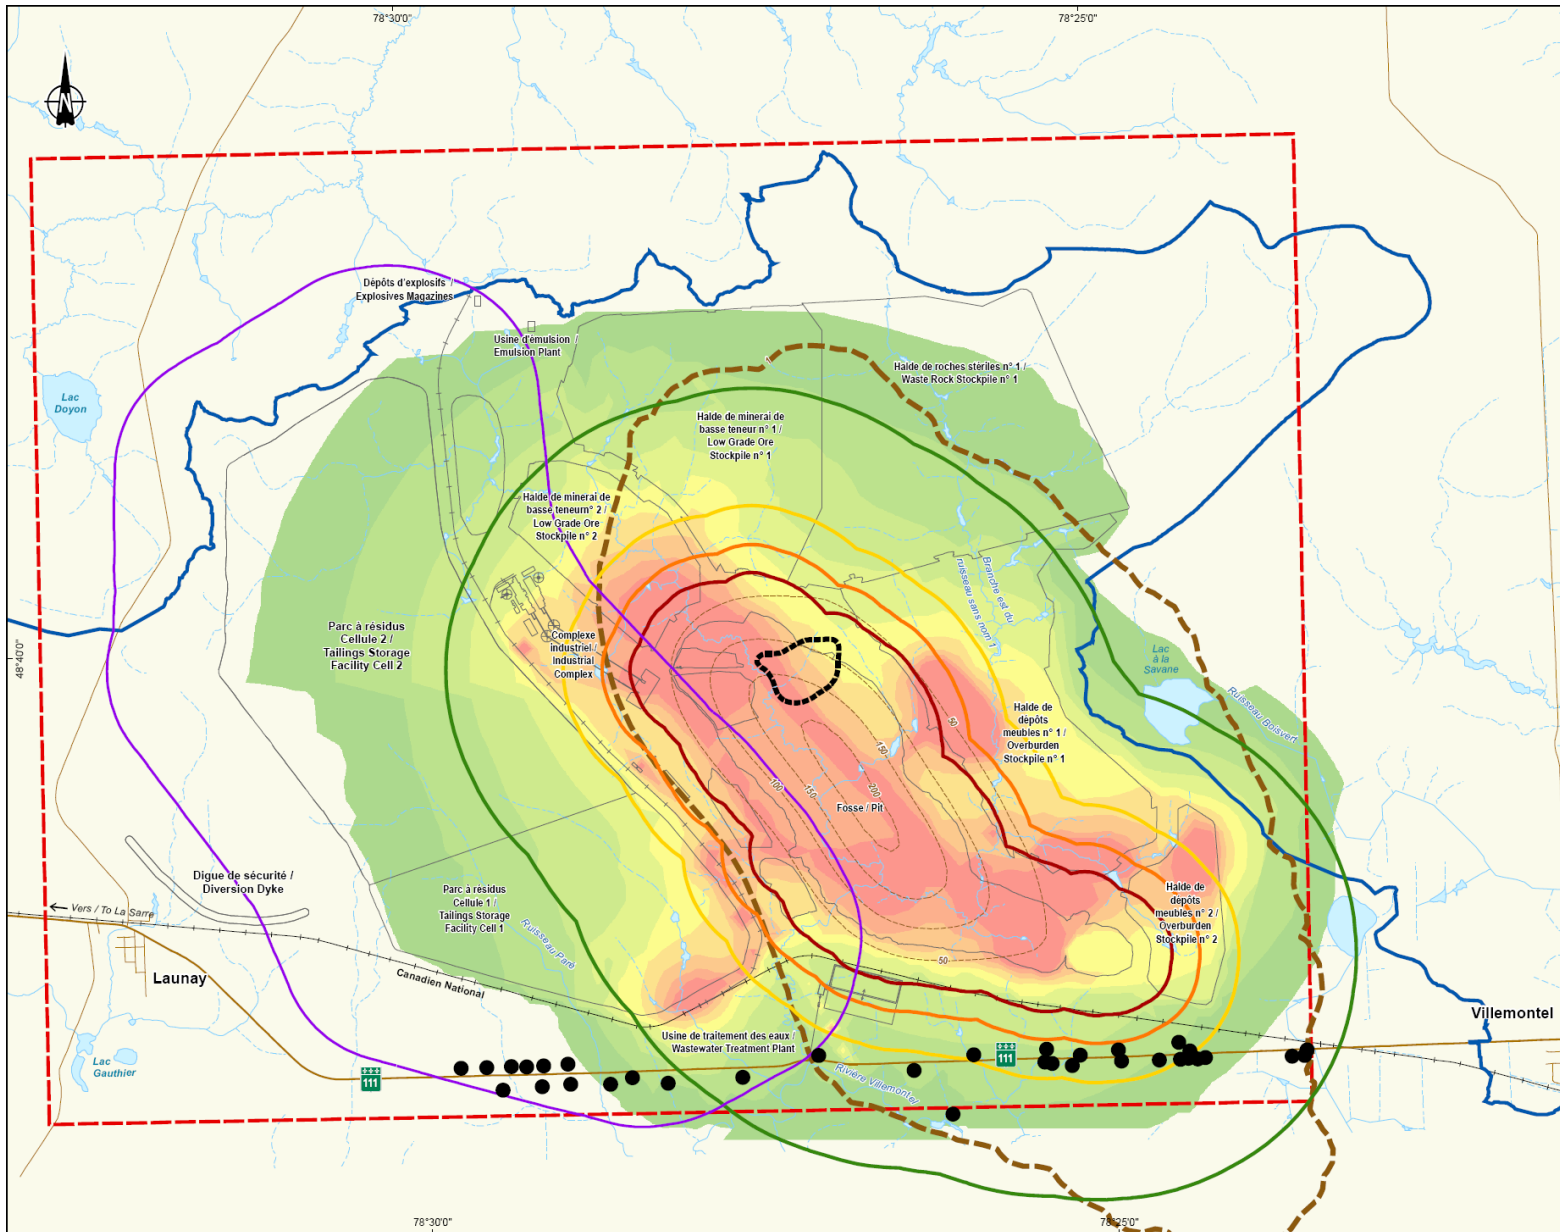 78°30'0"
78°25'0"
N
Dépôts d'explosifs /
Explosives Magazines
Usine d'émulsion /
Emulsion Plant
1
Halde de roches stériles n° 1 /
Waste Rock Stockpile n° 1
Lac
Doyon
Halde de minerai de
basse teneur n° 1 /
Low Grade Ore
Stockpile n° 1
Halde de minerai de
basse teneur n° 2 /
Low Grade Ore
Stockpile n° 2
Branche est du
ruisseau sans nom 1
Parc à résidus
Cellule 2 /
Tailings Storage
Facility Cell 2
Complexe
industriel /
Industrial
Complex
48°40'0"
Lac
à la
Savane
Ruisseau Boisvert
Halde de
dépôts
meubles n° 1 /
Overburden
Stockpile n° 1
50
150
100
150
200
Fosse / Pit
Digue de sécurité /
Diversion Dyke
Parc à résidus
Cellule 1 /
Tailings Storage
Facility Cell 1
Halde de
dépôts
meubles n° 2 /
Overburden
Stockpile n° 2
Vers / To La Sarre
Ruisseau Paré
50
Launay
Canadien National
Villemontel
Usine de traitement des eaux /
Wastewater Treatment Plant
Lac
Gauthier
111
111
Rivière Villemontel
78°30'0"
78°25'0"